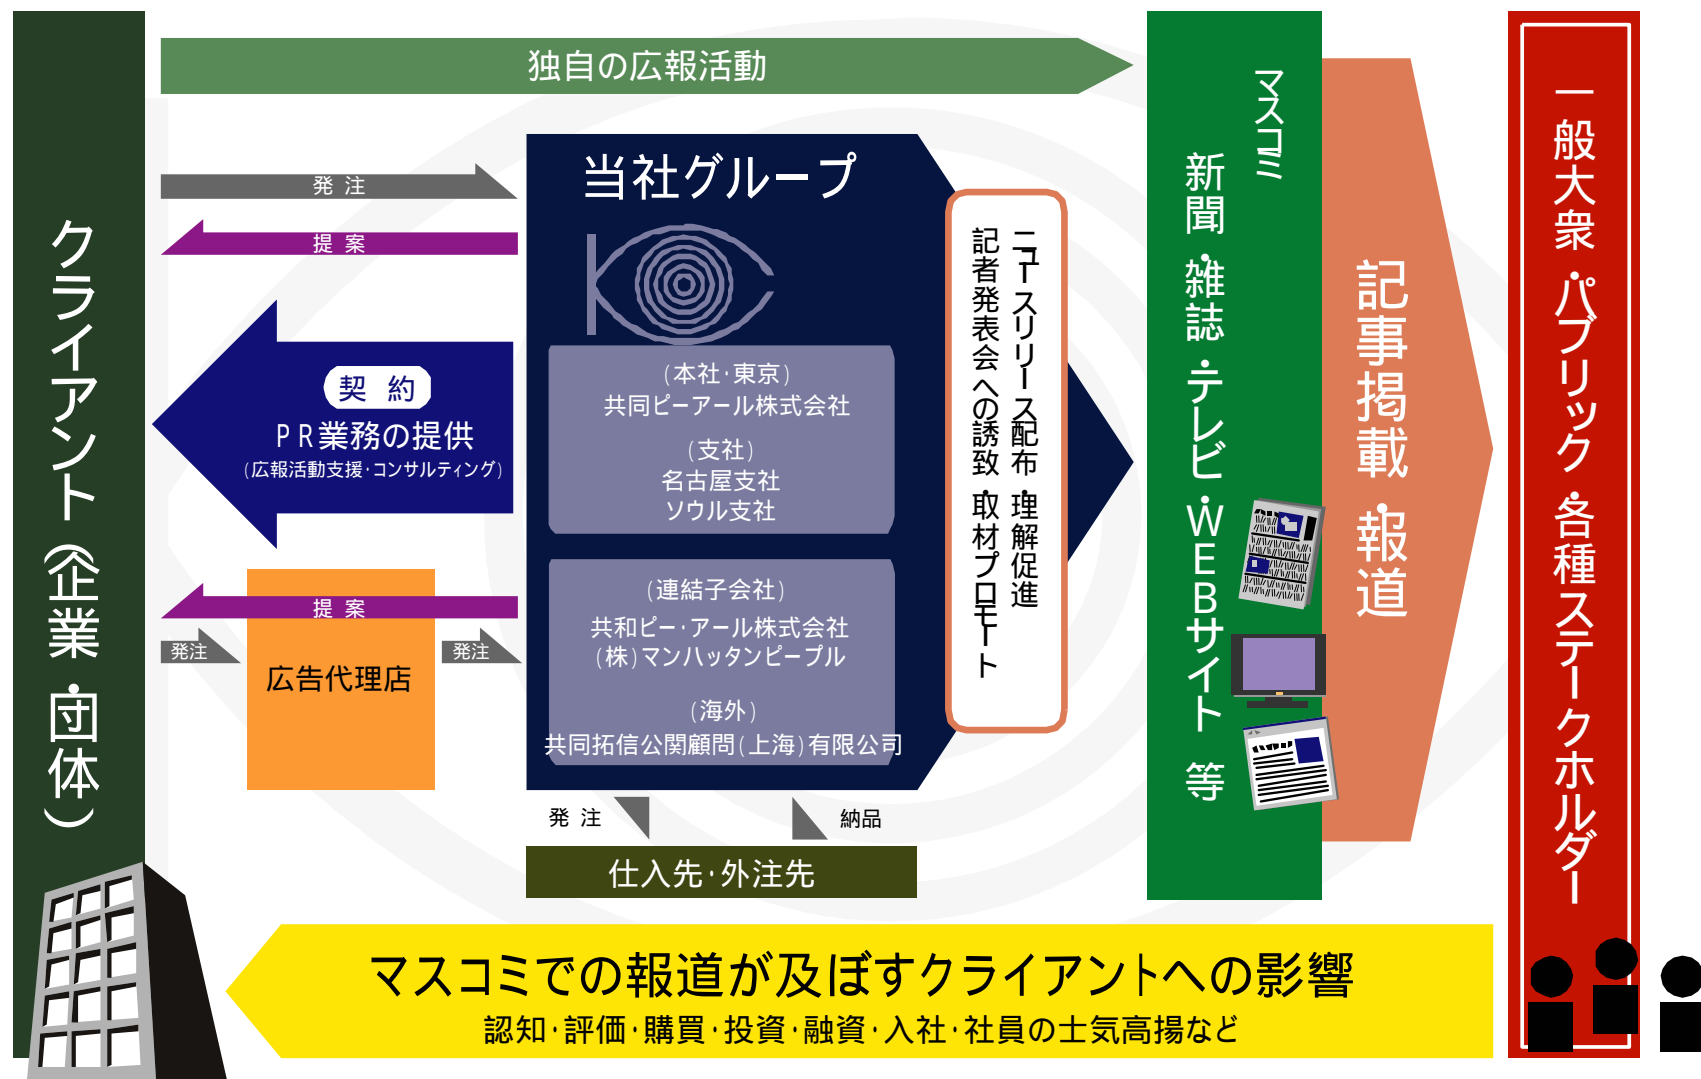 独自の広報活動
クライアント(企業・団体)
発 注
提 案
契 約
PR業務の提供
(広報活動支援・コンサルティング)
提 案
発注
発注
広告代理店
当社グループ
(本社・東京)
共同ピーアール株式会社
(支社)
名古屋支社
ソウル支社
(連結子会社)
共和ピー・アール株式会社
(株)マンハッタンピープル
(海外)
共同拓信公関顧問(上海)有限公司
ニュースリリース配布・理解促進
記者発表会への誘致・取材プロモート
発 注
納品
仕入先・外注先
マスコミ
新聞・雑誌・テレビ・WEBサイト 等
記事掲載・報道
一般大衆・パブリック・各種ステークホルダー
マスコミでの報道が及ぼすクライアントへの影響
認知・評価・購買・投資・融資・入社・社員の士気高揚など